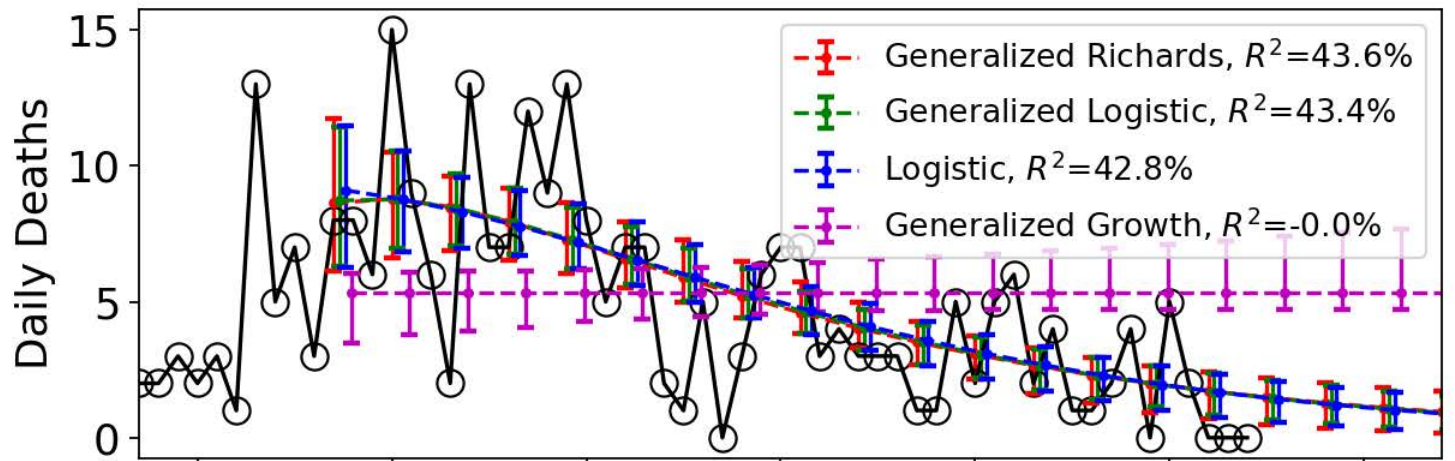 Daily Deaths
15
10
5
0
Generalized Richards, R²=43.6%
Generalized Logistic, R²=43.4%
Logistic, R²=42.8%
Generalized Growth, R²=-0.0%